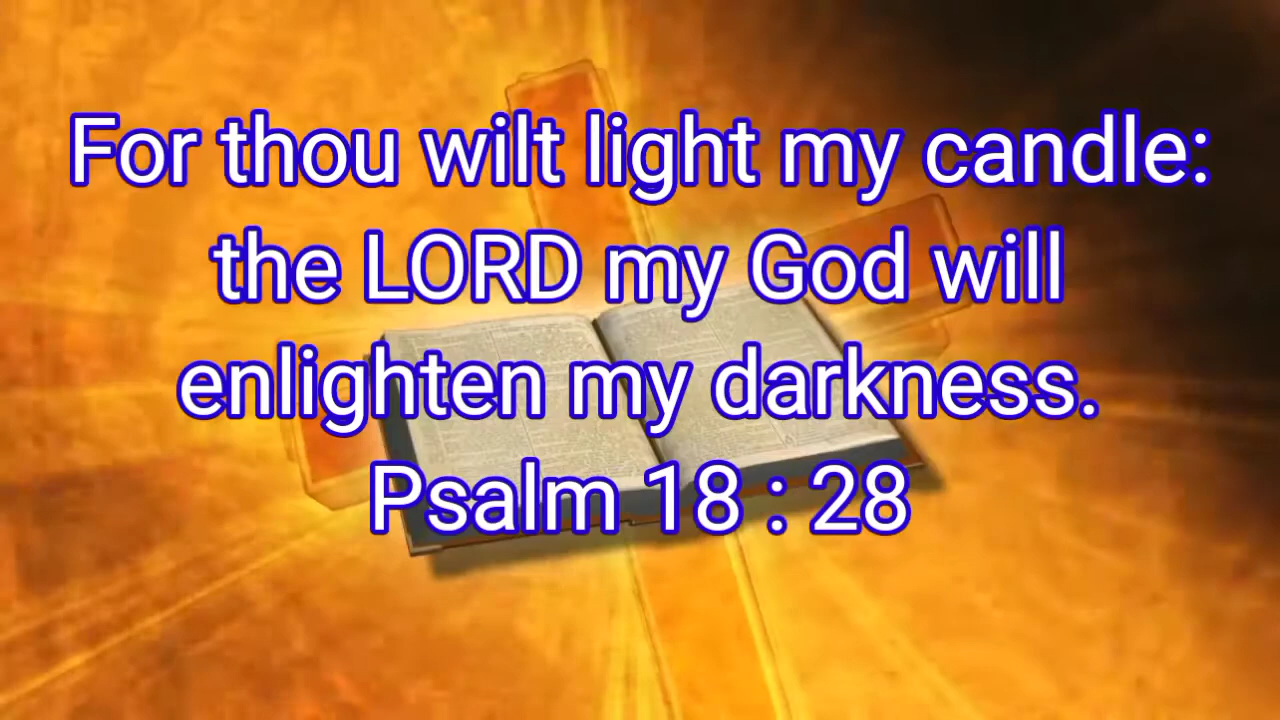 For thou wilt light my candle:
the LORD my God will
enlighten my darkness.
Psalm 18 : 28